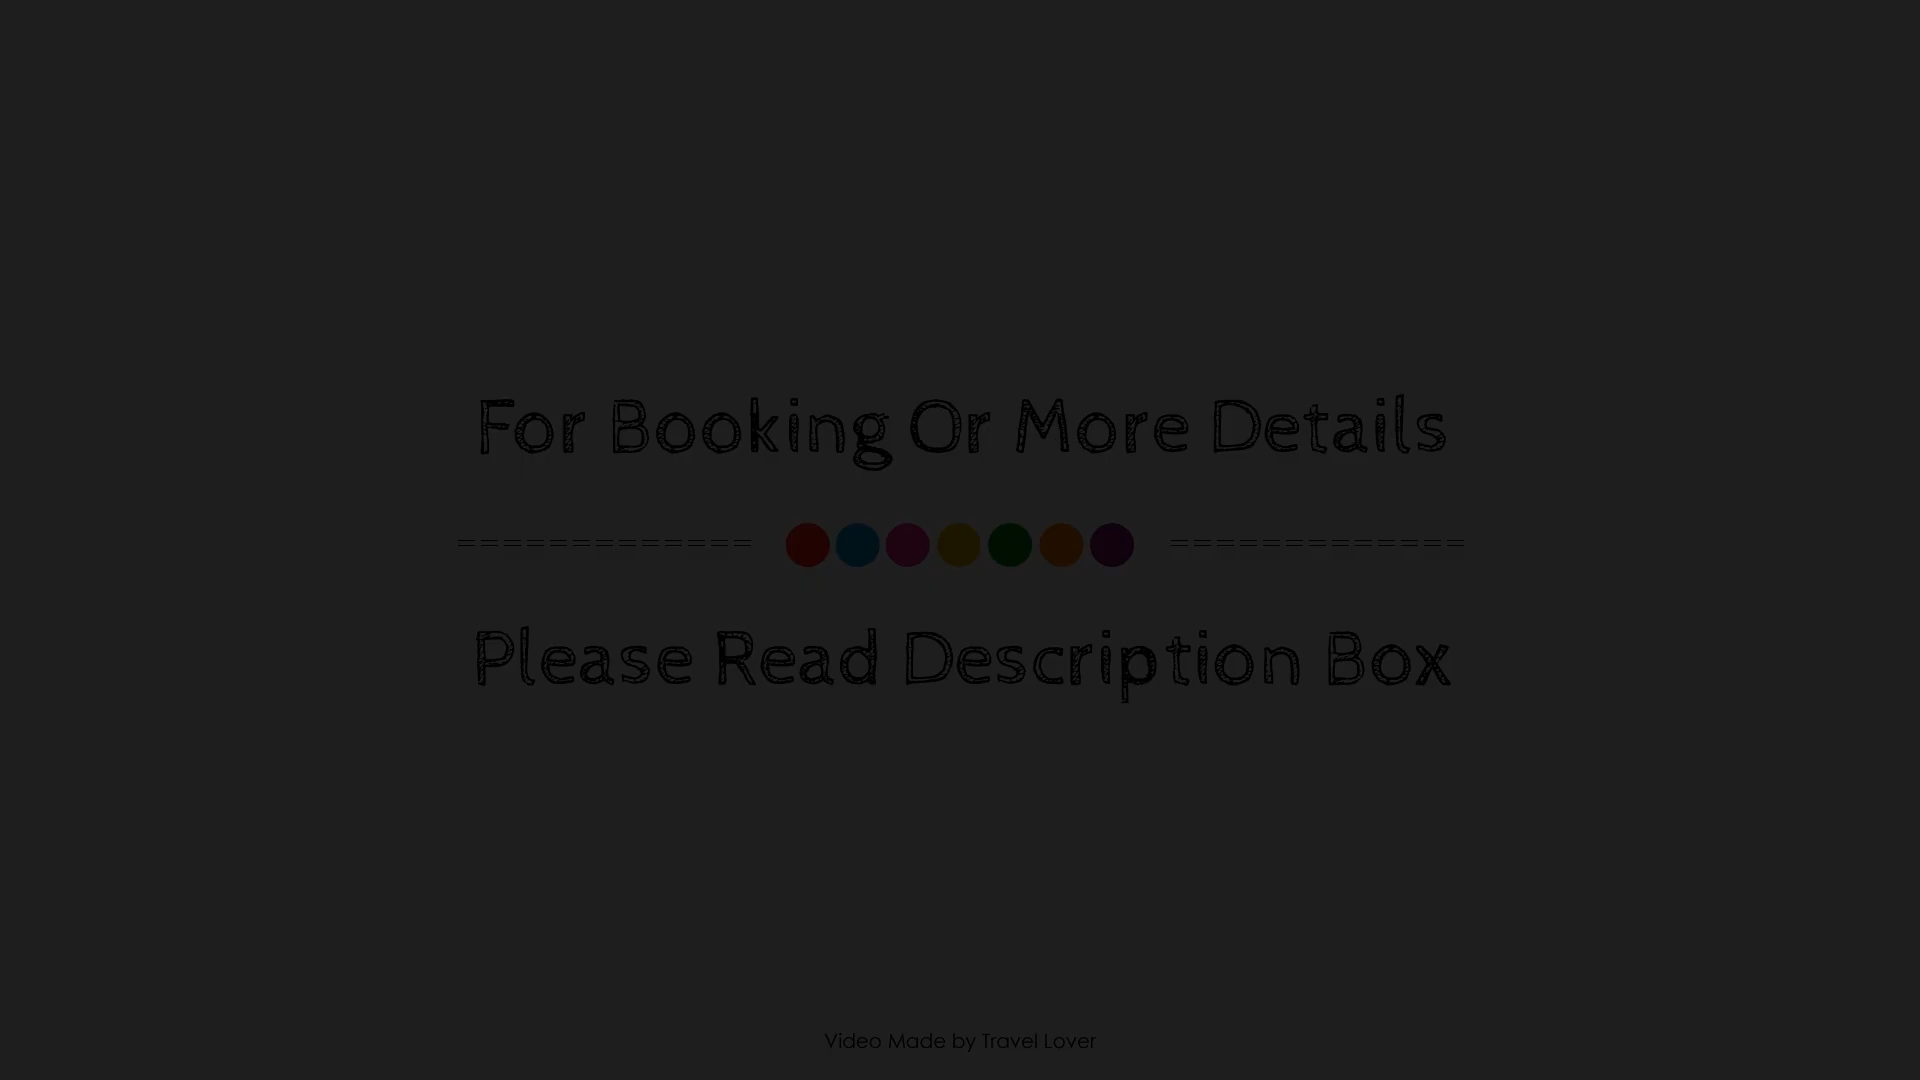 For Booking Or More Details
============= =============
Please Read Description Box
Video Made by Travel Lover